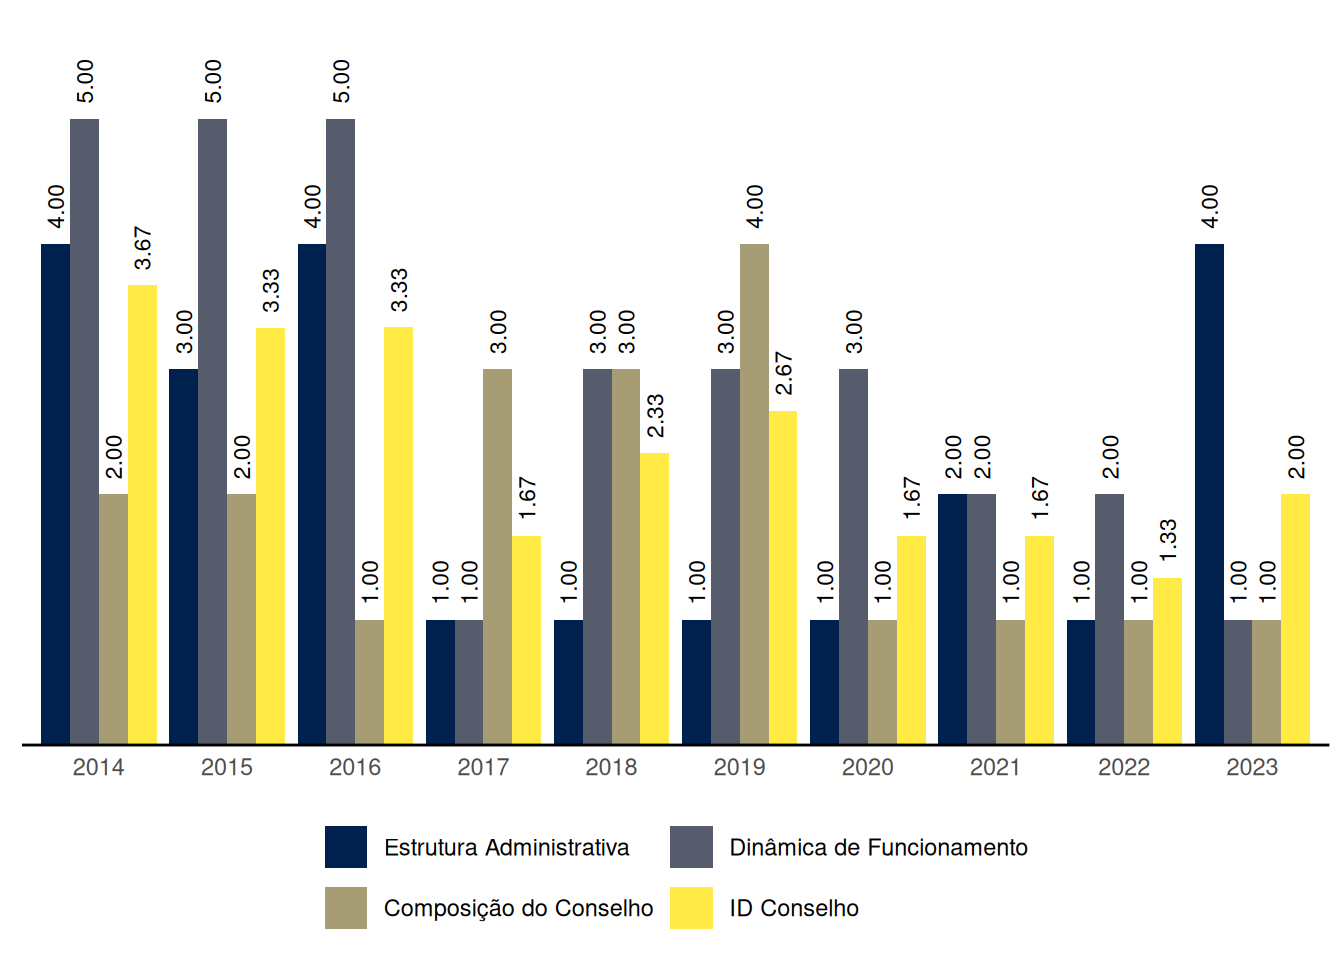 4.00 5.00 2.00 3.67
3.00 5.00 2.00 3.33
4.00 5.00 1.00 3.33
1.00 1.00 3.00 1.67
1.00 3.00 3.00 2.33
1.00 3.00 4.00 2.67
1.00 3.00 1.00 1.67
2.00 2.00 1.00 1.67
1.00 2.00 1.00 1.33
4.00 1.00 1.00 2.00
2014 2015 2016 2017 2018 2019 2020 2021 2022 2023
Estrutura Administrativa Dinâmica de Funcionamento
Composição do Conselho ID Conselho